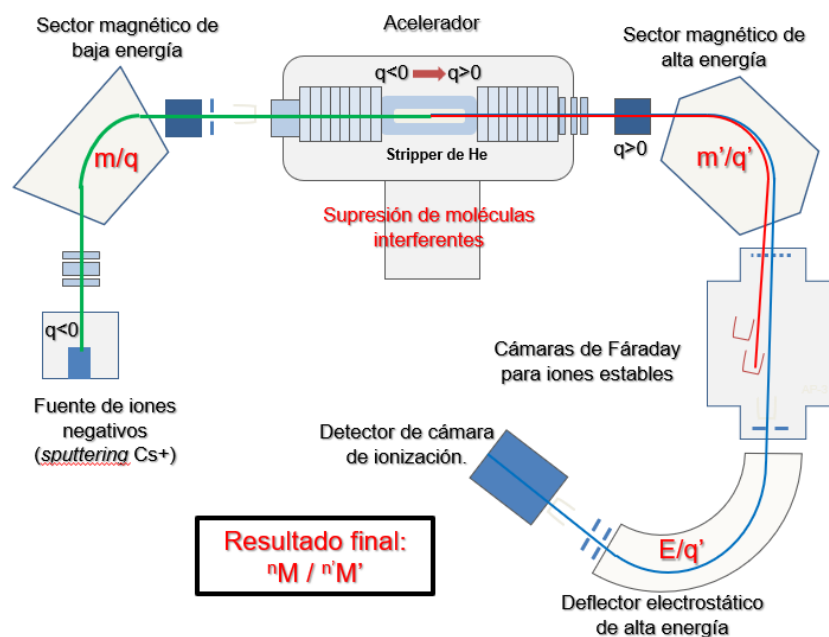 Sector magnético de
baja energía
Acelerador
Sector magnético de
alta energía
q<0
q>0
m/q
Stripper de He
q>0
m'/q'
Supresión de moléculas
interferentes
q<0
Fuente de iones
negativos
(sputtering Cs+)
Cámaras de Fáraday
para iones estables
Detector de cámara
de ionización.
Resultado final:
ⁿM / ⁿ'M'
E/q'
Deflector electrostático
de alta energía